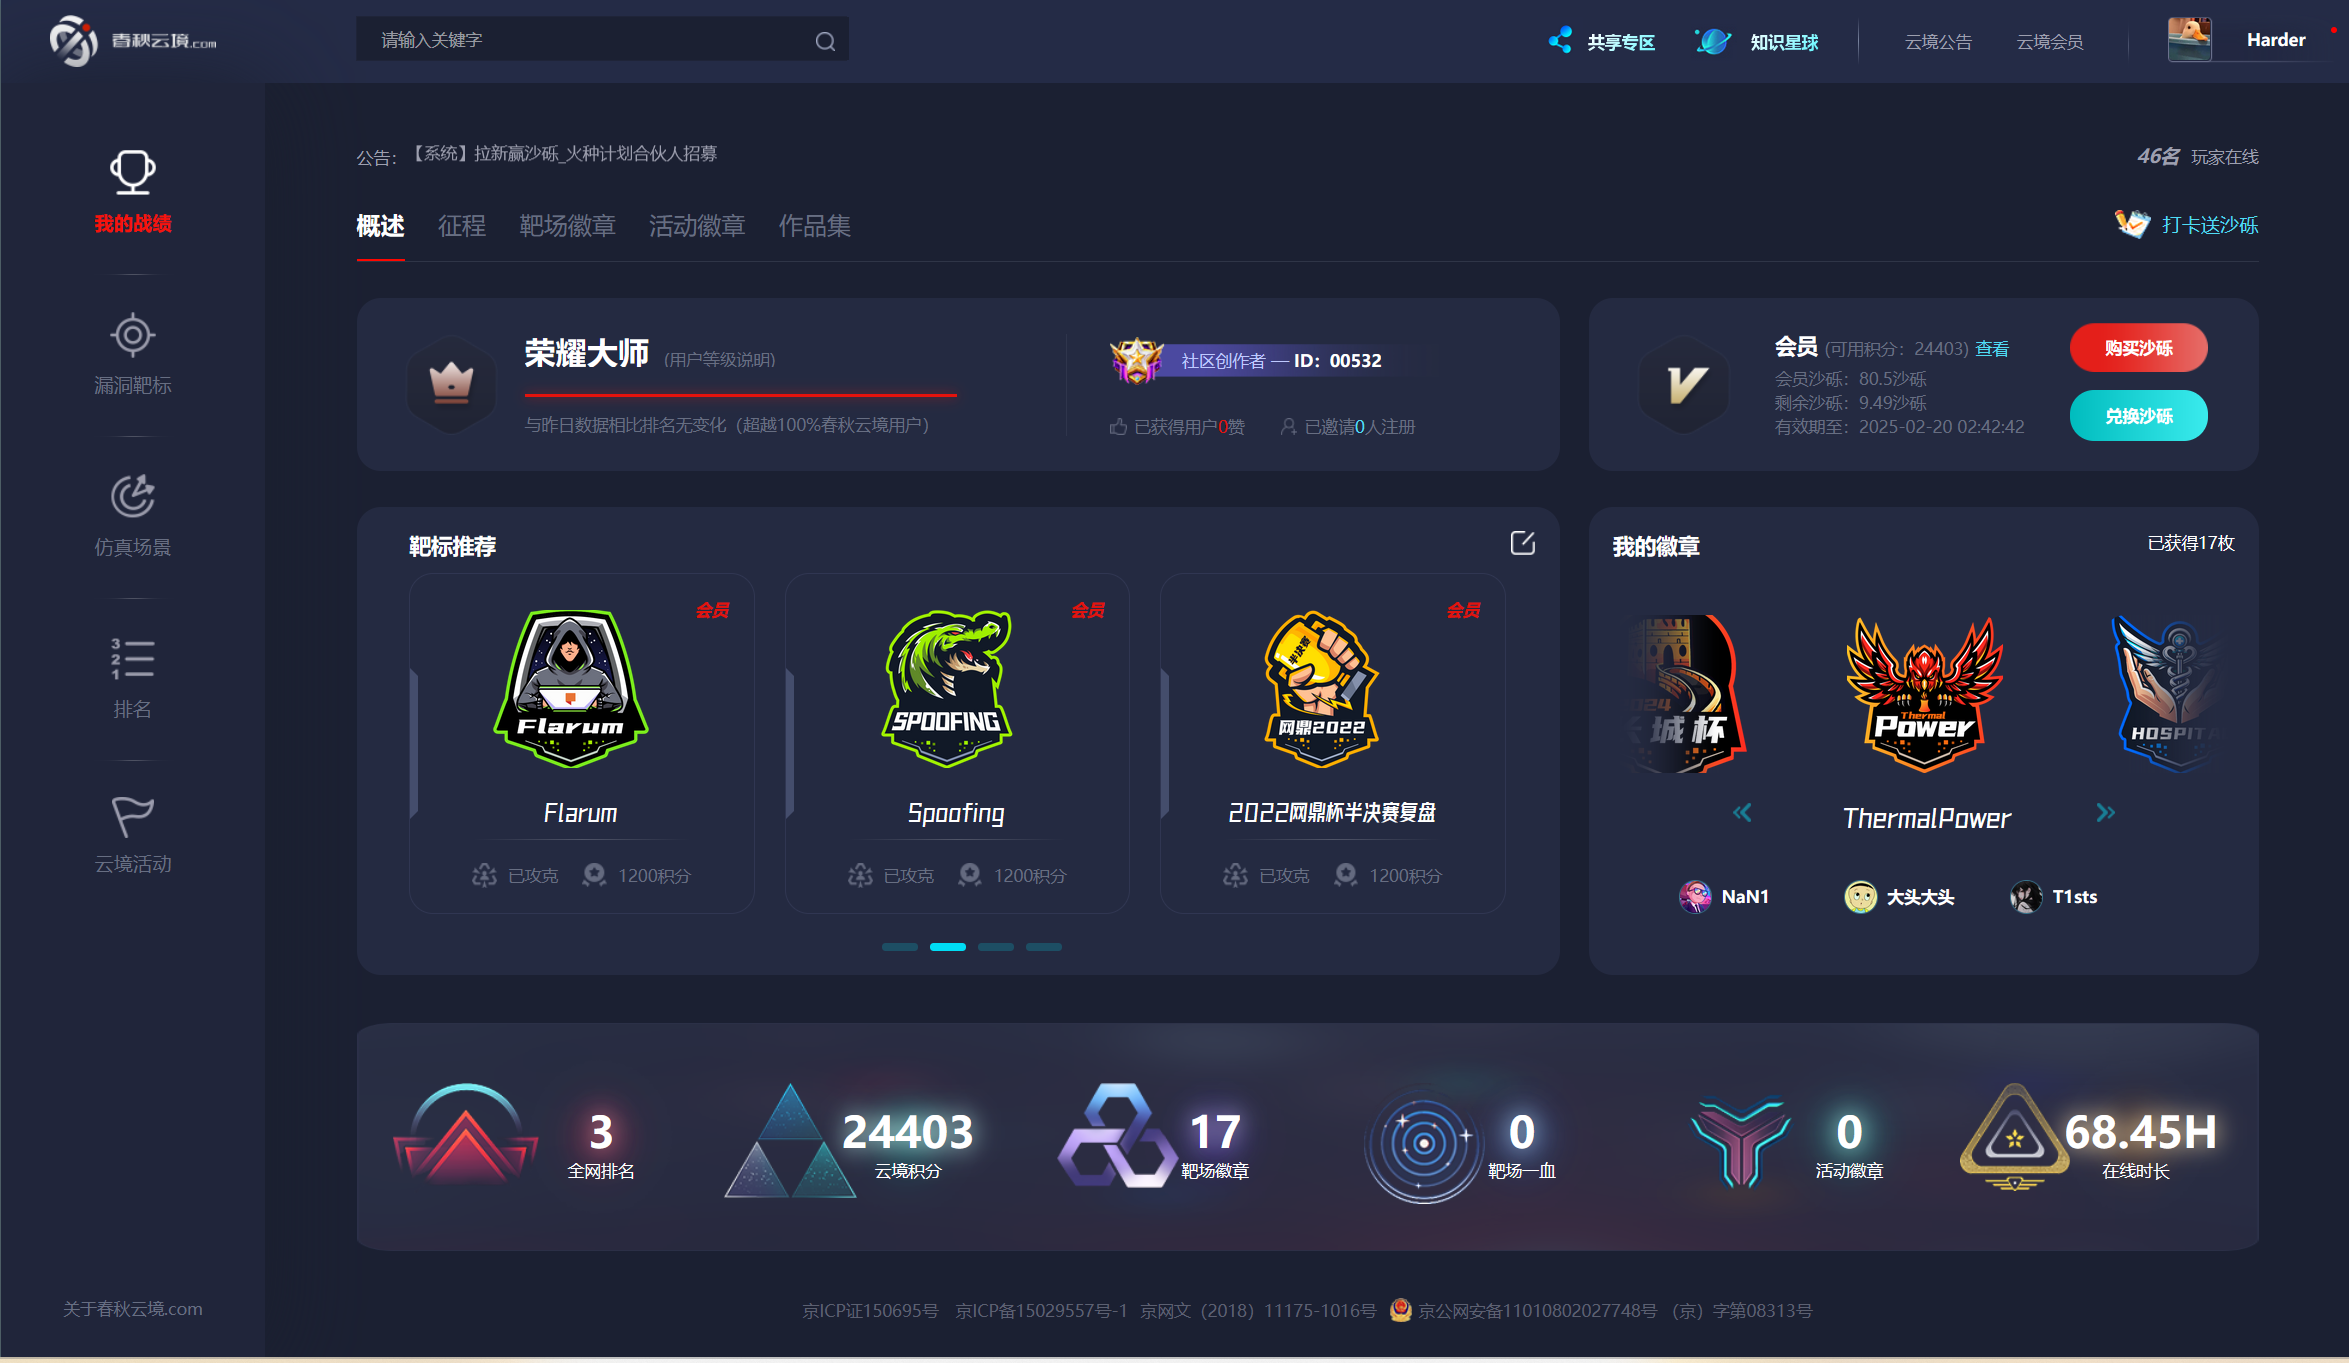 春秋云境.com
请输入关键字
共享专区
知识星球
云境公告
云境会员
Harder
我的战绩
漏洞靶标
仿真场景
3
2
1
排名
云境活动
关于春秋云境.com
公告：
【系统】拉新赢沙砾_火种计划合伙人招募
46名 玩家在线
概述
征程
靶场徽章
活动徽章
作品集
打卡送沙砾
荣耀大师 (用户等级说明)
与昨日数据相比排名无变化（超越100%春秋云境用户）
社区创作者 — ID：00532
已获得用户0赞
已邀请0人注册
会员 (可用积分：24403) 查看
会员沙砾：80.5沙砾
剩余沙砾：9.49沙砾
有效期至：2025-02-20 02:42:42
购买沙砾
兑换沙砾
靶标推荐
会员
Flarum
Flarum
已攻克
1200积分
会员
SPOOFING
Spoofing
已攻克
1200积分
会员
半决赛
网鼎2022
2022网鼎杯半决赛复盘
已攻克
1200积分
我的徽章
已获得17枚
城杯
Thermal
Power
HOSPIT
ThermalPower
NaN1
大头大头
T1sts
3
全网排名
24403
云境积分
17
靶场徽章
0
靶场一血
0
活动徽章
68.45H
在线时长
京ICP证150695号 京ICP备15029557号-1 京网文（2018）11175-1016号 京公网安备11010802027748号 （京）字第08313号